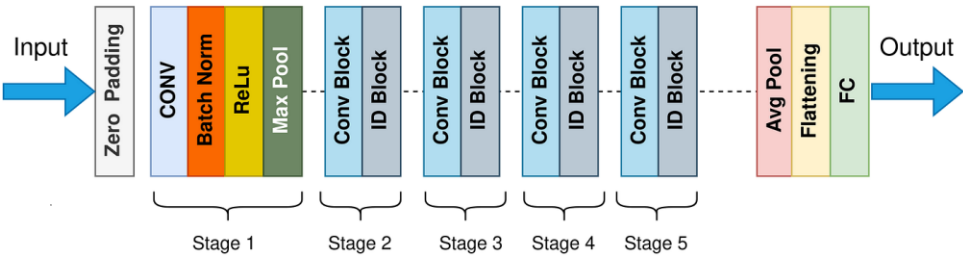 Input
Zero Padding
CONV
Batch Norm
ReLu
Max Pool
Conv Block
ID Block
Conv Block
ID Block
Conv Block
ID Block
Conv Block
ID Block
Avg Pool
Flattening
FC
Output
Stage 1
Stage 2
Stage 3
Stage 4
Stage 5